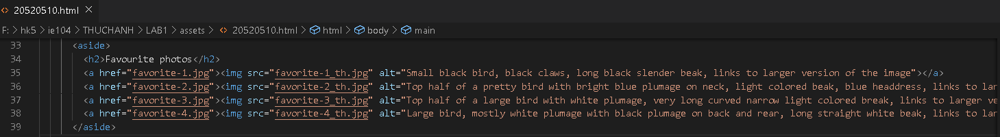 20520510.html
F: > hk5 > ie104 > THUCHANH > LAB1 > assets > 20520510.html > html > body > main
33 <aside>
34 <h2>Favourite photos</h2>
35 <a href="favorite-1.jpg"><img src="favorite-1_th.jpg" alt="Small black bird, black claws, long black slender beak, links to larger version of the image"></a>
36 <a href="favorite-2.jpg"><img src="favorite-2_th.jpg" alt="Top half of a pretty bird with bright blue plumage on neck, light colored beak, blue headdress, links to lar
37 <a href="favorite-3.jpg"><img src="favorite-3_th.jpg" alt="Top half of a large bird with white plumage, very long curved narrow light colored break, links to larger ve
38 <a href="favorite-4.jpg"><img src="favorite-4_th.jpg" alt="Large bird, mostly white plumage with black plumage on back and rear, long straight white beak, links to lar
39 </aside>